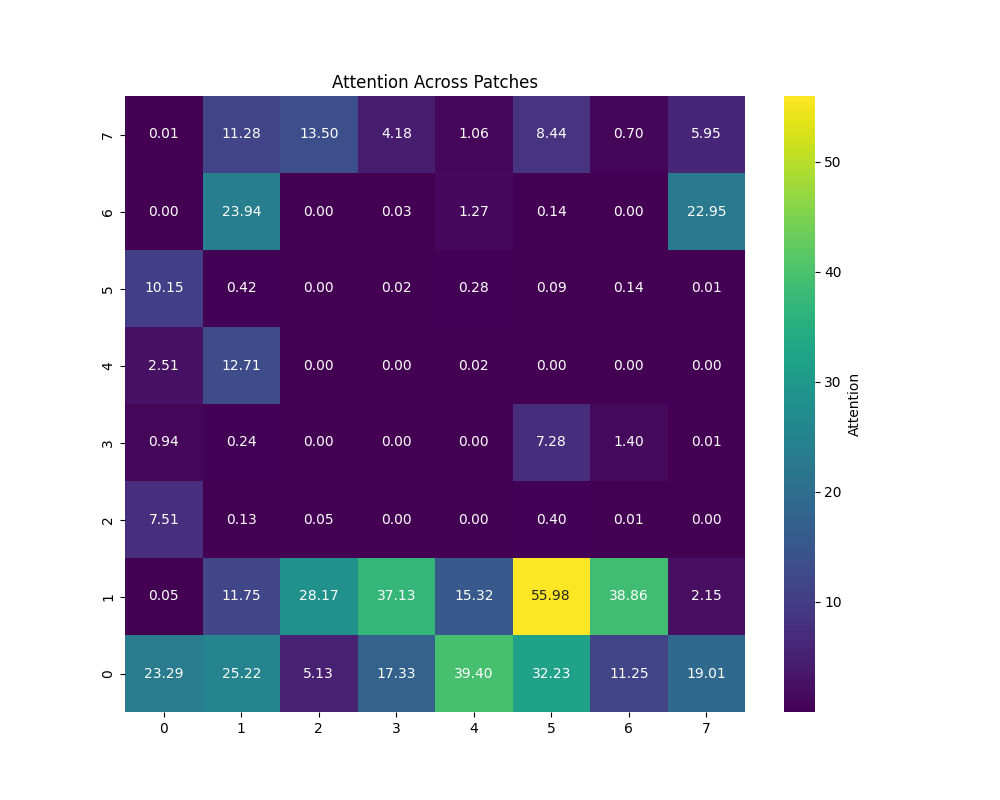 Attention Across Patches
7 0.01 11.28 13.50 4.18 1.06 8.44 0.70 5.95
6 0.00 23.94 0.00 0.03 1.27 0.14 0.00 22.95
5 10.15 0.42 0.00 0.02 0.28 0.09 0.14 0.01
4 2.51 12.71 0.00 0.00 0.02 0.00 0.00 0.00
3 0.94 0.24 0.00 0.00 0.00 7.28 1.40 0.01
2 7.51 0.13 0.05 0.00 0.00 0.40 0.01 0.00
1 0.05 11.75 28.17 37.13 15.32 55.98 38.86 2.15
0 23.29 25.22 5.13 17.33 39.40 32.23 11.25 19.01
0 1 2 3 4 5 6 7
50
40
30
20
10
Attention